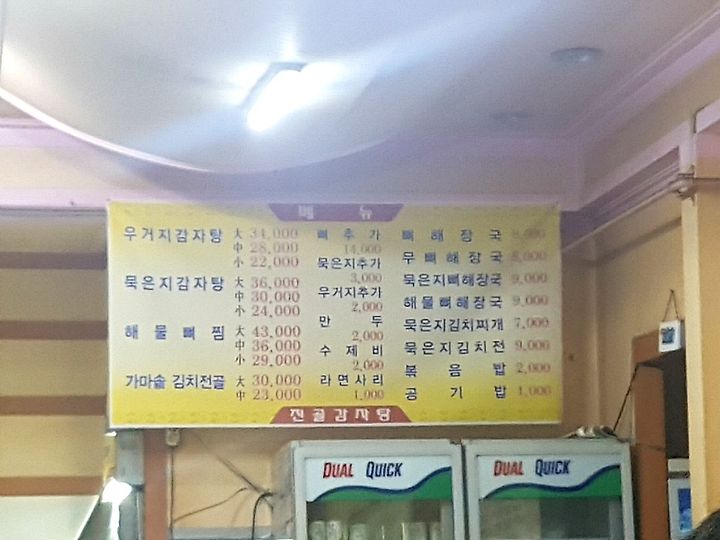 메 뉴
우거지감자탕 大 34,000
中 28,000
小 22,000
묵은지감자탕 大 36,000
中 30,000
小 24,000
해물뼈찜 大 43,000
中 36,000
小 29,000
가마솥 김치전골 大 30,000
中 23,000
뼈추가
14,000
묵은지추가
3,000
우거지추가
2,000
만두
2,000
수제비
2,000
라면사리
1,000
뼈해장국 8,000
우뼈해장국 8,000
묵은지뼈해장국 9,000
해물뼈해장국 9,000
묵은지김치찌개 7,000
묵은지김치전 9,000
볶음밥 2,000
공기밥 1,000
진골감자탕
DUAL QUICK
DUAL QUICK